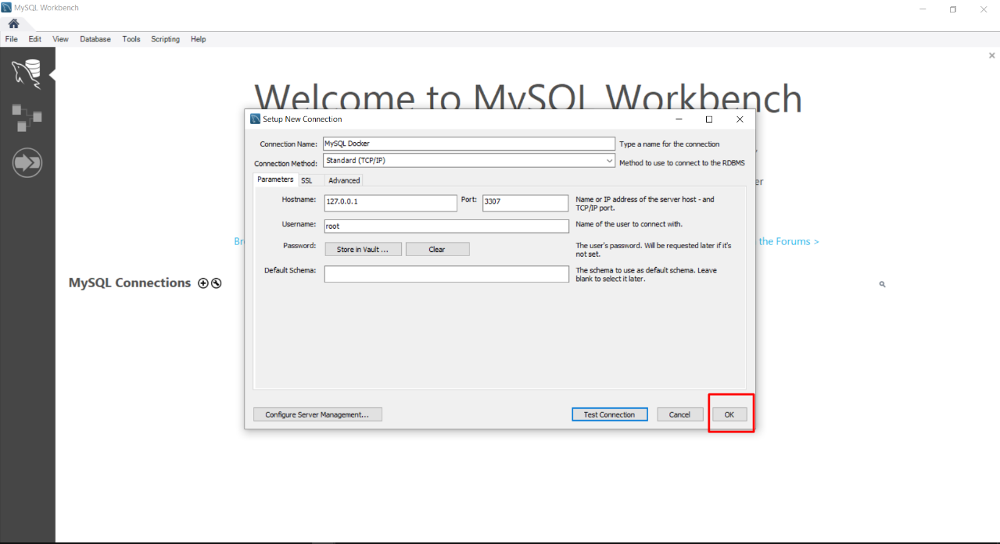 MySQL Workbench
File Edit View Database Tools Scripting Help
Welcome to MySQL Workbench
Setup New Connection
Connection Name: MySQL Docker Type a name for the connection
Connection Method: Standard (TCP/IP) Method to use to connect to the RDBMS
Parameters SSL Advanced
Hostname: 127.0.0.1 Port: 3307 Name or IP address of the server host - and
TCP/IP port.
Username: root Name of the user to connect with.
Password: Store in Vault ... Clear The user's password. Will be requested later if it's
not set.
Default Schema: The schema to use as default schema. Leave
blank to select it later.
er
Br
the Forums >
MySQL Connections
Configure Server Management... Test Connection Cancel OK